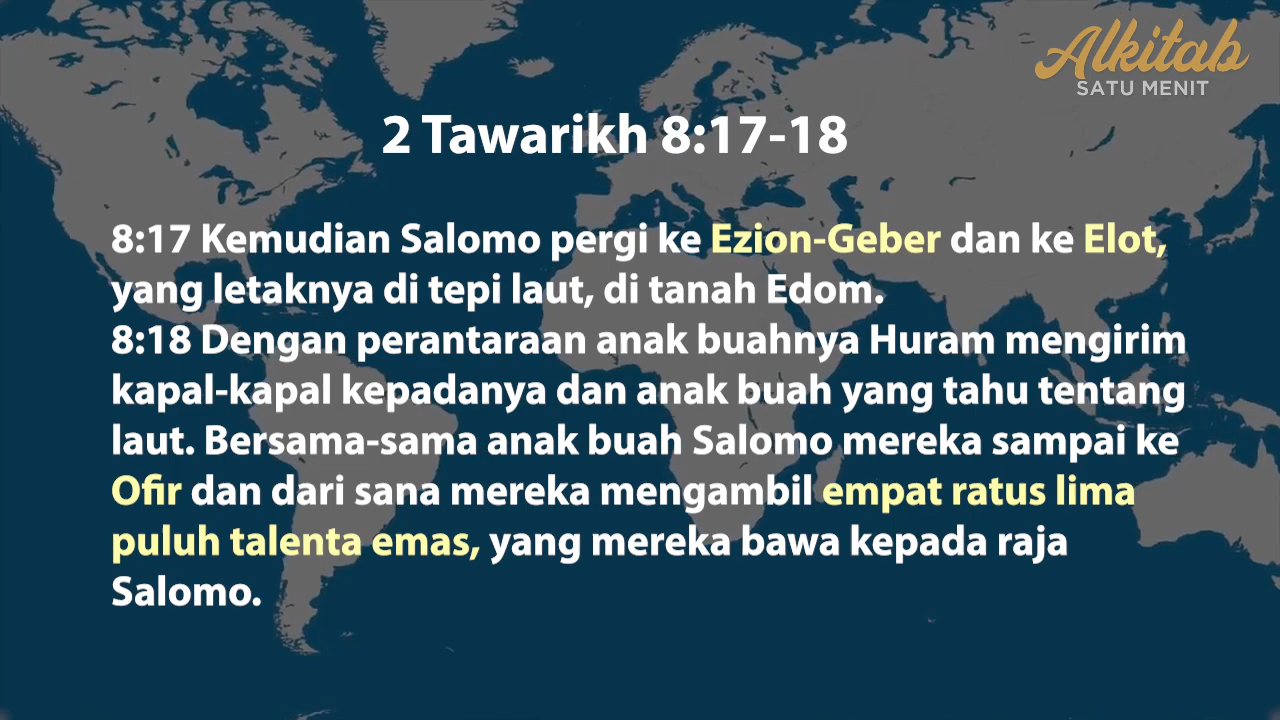 Alkitab
SATU MENIT
2 Tawarikh 8:17-18
8:17 Kemudian Salomo pergi ke Ezion-Geber dan ke Elot,
yang letaknya di tepi laut, di tanah Edom.
8:18 Dengan perantaraan anak buahnya Huram mengirim
kapal-kapal kepadanya dan anak buah yang tahu tentang
laut. Bersama-sama anak buah Salomo mereka sampai ke
Ofir dan dari sana mereka mengambil empat ratus lima
puluh talenta emas, yang mereka bawa kepada raja
Salomo.